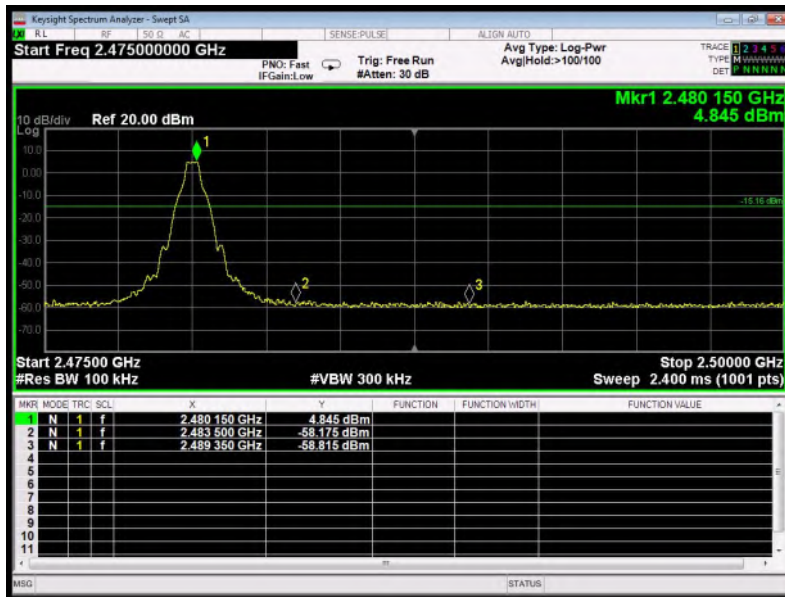 Keysight Spectrum Analyzer - Swept SA
RL RF 50 Ω AC SENSE:PULSE ALIGN AUTO
Start Freq 2.475000000 GHz
PNO: Fast
IFGain:Low
Trig: Free Run
#Atten: 30 dB
Avg Type: Log-Pwr
Avg|Hold:>100/100
TRACE 1 2 3 4 5 6
TYPE M W W W W W
DET P N N N N N
Mkr1 2.480 150 GHz
4.845 dBm
10 dB/div Ref 20.00 dBm
Log
1
10.0
0.00
-10.0
-15.16 dBm
-20.0
-30.0
-40.0
-50.0
2
3
-60.0
-70.0
Start 2.47500 GHz Stop 2.50000 GHz
#Res BW 100 kHz #VBW 300 kHz Sweep 2.400 ms (1001 pts)
MKR MODE TRC SCL X Y FUNCTION FUNCTION WIDTH FUNCTION VALUE
1 N 1 f 2.480 150 GHz 4.845 dBm
2 N 1 f 2.483 500 GHz -58.175 dBm
3 N 1 f 2.489 350 GHz -58.815 dBm
4
5
6
7
8
9
10
11
MSG STATUS